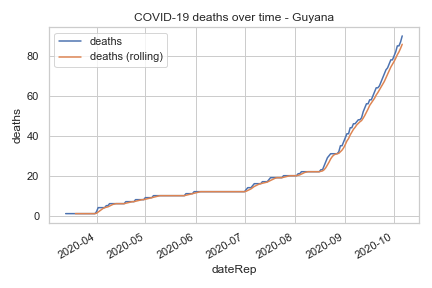 COVID-19 deaths over time - Guyana
deaths
deaths (rolling)
deaths
80
60
40
20
0
2020-04
2020-05
2020-06
2020-07
2020-08
2020-09
2020-10
dateRep